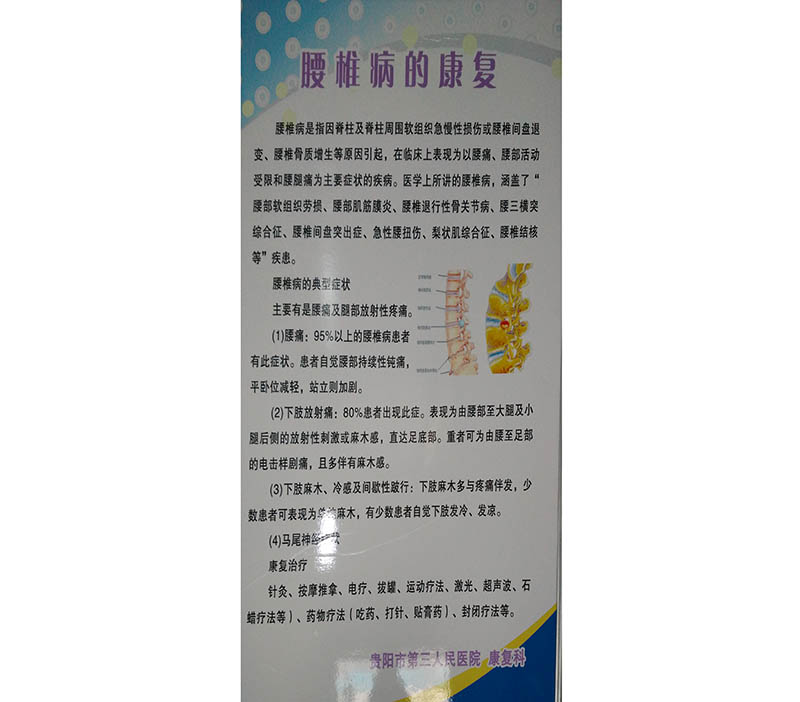 腰椎病的康复
腰椎病是指因脊柱及脊柱周围软组织急慢性损伤或腰椎间盘退
变、腰椎骨质增生等原因引起，在临床上表现为以腰痛、腰部活动
受限和腰腿痛为主要症状的疾病。医学上所讲的腰椎病，涵盖了“
腰部软组织劳损、腰部肌筋膜炎、腰椎退行性骨关节病、腰三横突
综合征、腰椎间盘突出症、急性腰扭伤、梨状肌综合征、腰椎结核
等”疾患。
腰椎病的典型症状
主要有是腰痛及腿部放射性疼痛。
(1)腰痛：95%以上的腰椎病患者
有此症状。患者自觉腰部持续性钝痛，
平卧位减轻，站立则加剧。
(2)下肢放射痛：80%患者出现此症。表现为由腰部至大腿及小
腿后侧的放射性刺激或麻木感，直达足底部。重者可为由腰至足部
的电击样剧痛，且多伴有麻木感。
(3)下肢麻木、冷感及间歇性跛行：下肢麻木多与疼痛伴发，少
数患者可表现为单纯麻木，有少数患者自觉下肢发冷、发凉。
(4)马尾神经症状
康复治疗
针灸、按摩推拿、电疗、拔罐、运动疗法、激光、超声波、石
蜡疗法等）、药物疗法（吃药、打针、贴膏药）、封闭疗法等。
贵阳市第三人民医院 康复科